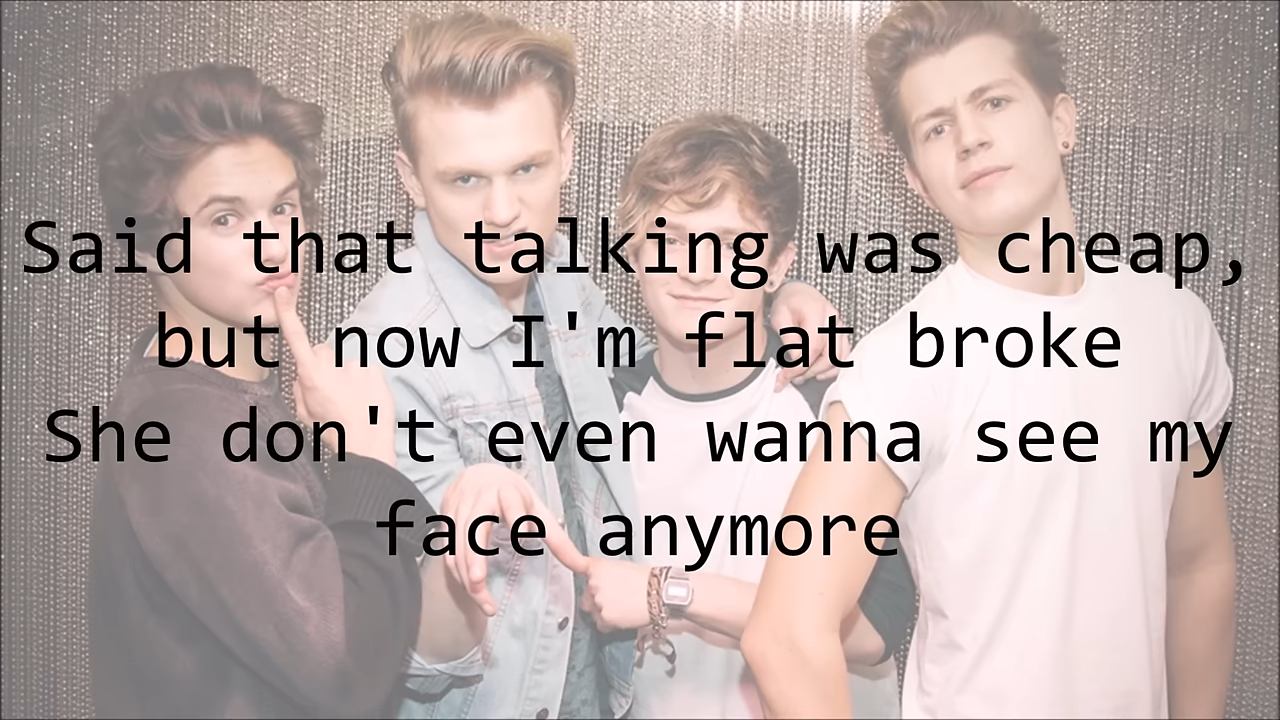 Said that talking was cheap,
but now I'm flat broke
She don't even wanna see my
face anymore